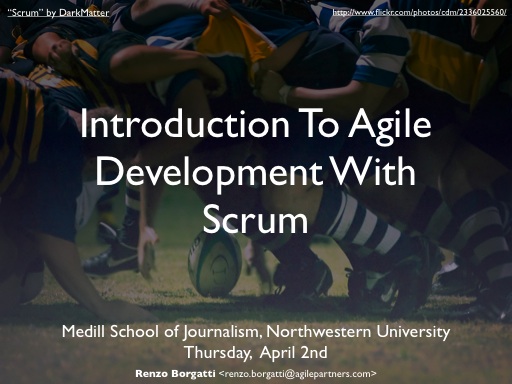 “Scrum” by DarkMatter
http://www.flickr.com/photos/cdm/2336025560/
Introduction To Agile
Development With
Scrum
Medill School of Journalism, Northwestern University
Thursday, April 2nd
Renzo Borgatti <renzo.borgatti@agilepartners.com>